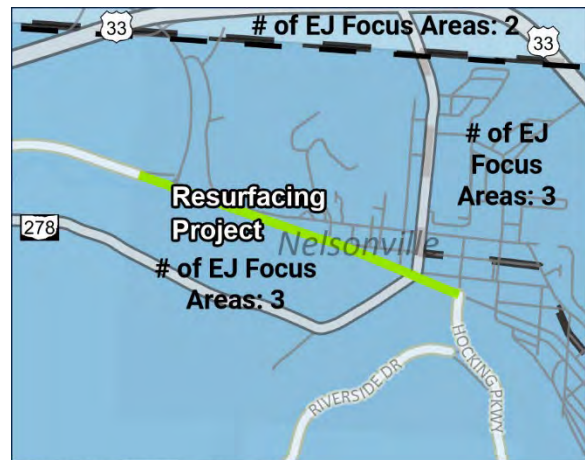 33
# of EJ Focus Areas: 2
33
# of EJ
Focus
Areas: 3
Resurfacing
Project
Nelsonville
278
# of EJ Focus
Areas: 3
RIVERSIDE DR
HOCKING PKWY